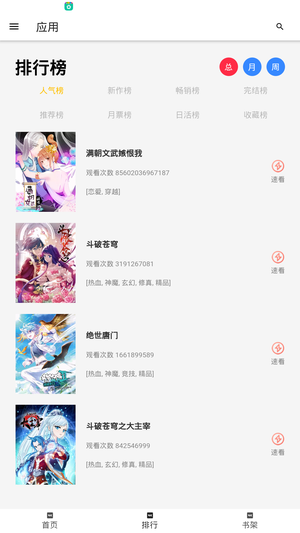 应用
排行榜
总 月 周
人气榜 新作榜 畅销榜 完结榜
推荐榜 月票榜 日活榜 收藏榜
满朝文武嫉恨我
观看次数 85602036967187
[恋爱, 穿越]
速看
斗破苍穹
观看次数 3191267081
[热血, 神魔, 玄幻, 修真, 精品]
速看
绝世唐门
观看次数 1661899589
[热血, 神魔, 竞技, 精品]
速看
斗破苍穹之大主宰
观看次数 842546999
[热血, 玄幻, 修真, 精品]
速看
首页 排行 书架